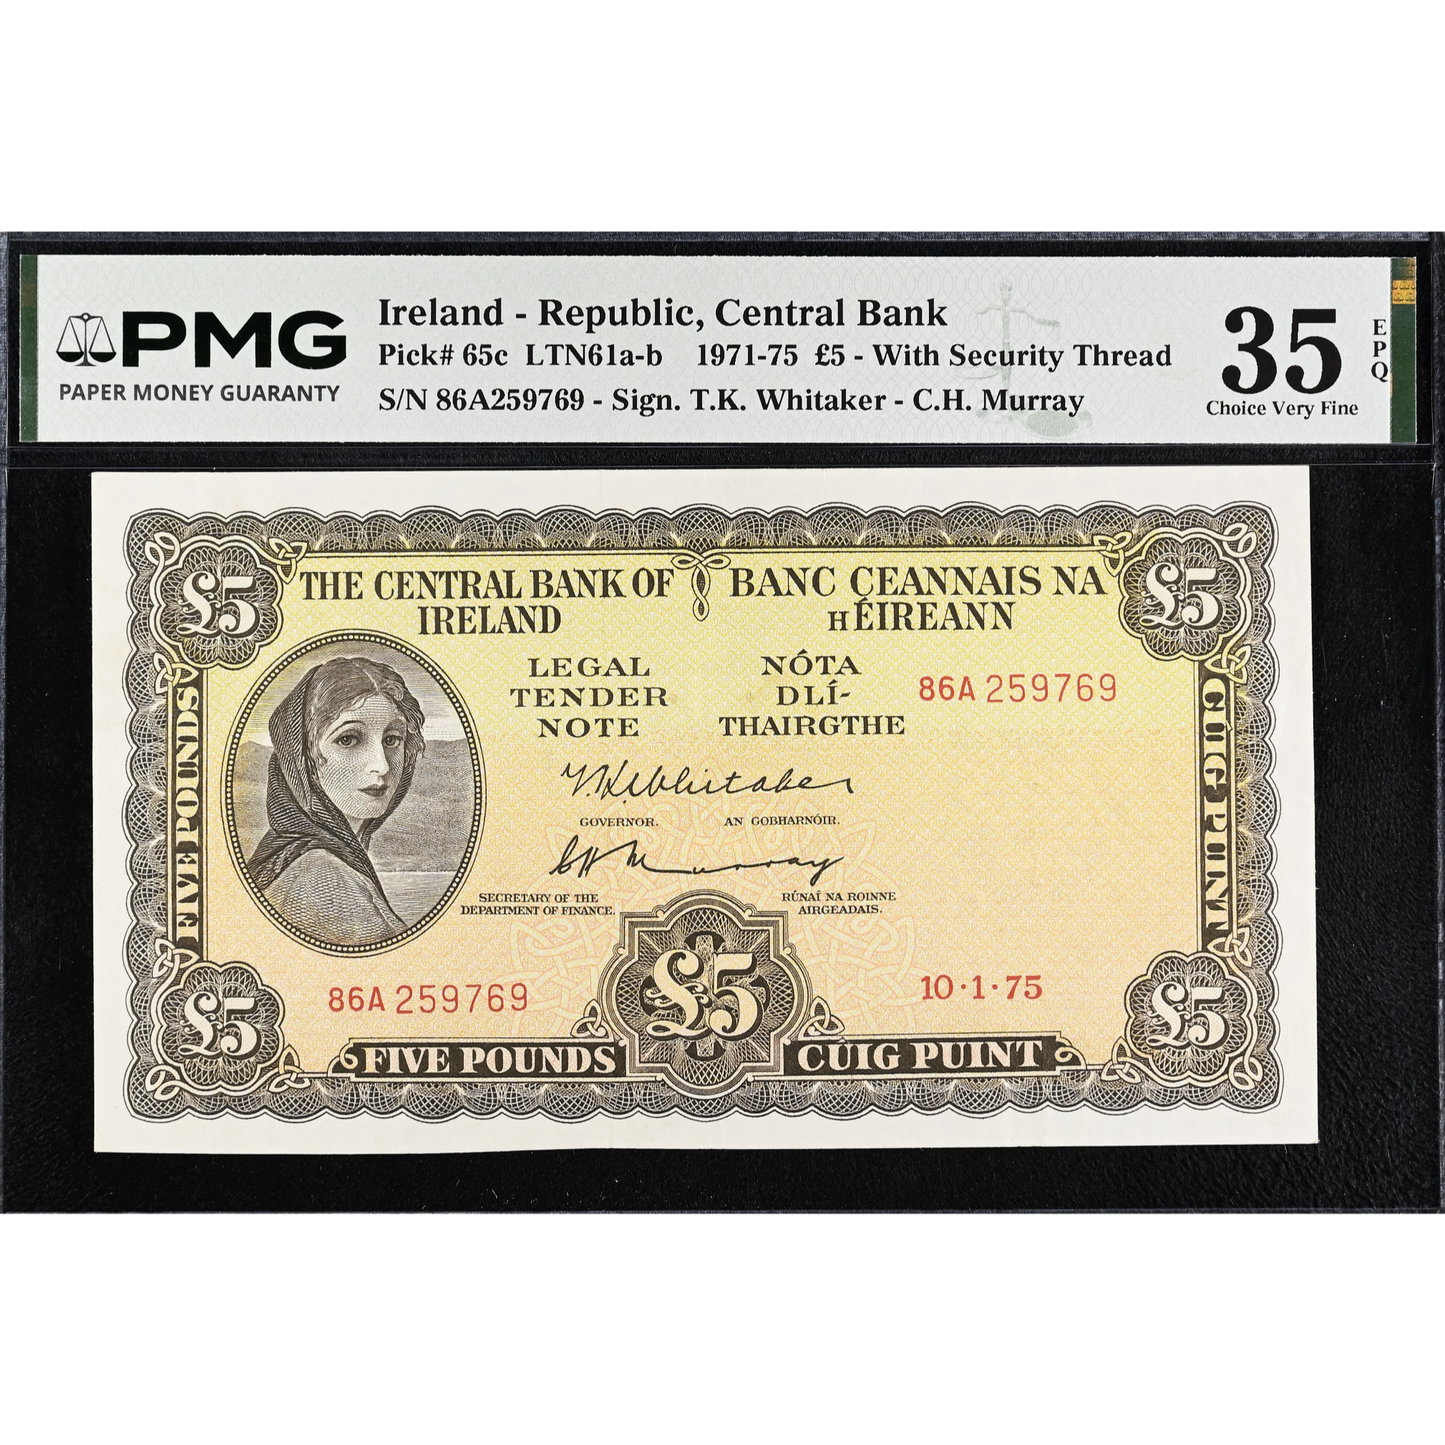 PMG
PAPER MONEY GUARANTY
Ireland - Republic, Central Bank
Pick# 65c LTN61a-b 1971-75 £5 - With Security Thread
S/N 86A259769 - Sign. T.K. Whitaker - C.H. Murray
35
EPQ
Choice Very Fine
£5
£5
THE CENTRAL BANK OF
IRELAND
BANC CEANNAIS NA
hÉIREANN
LEGAL
TENDER
NOTE
NÓTA
DLÍ-
THAIRGTHE
86A 259769
FIVE POUNDS
CÚIG PUINT
T.K. Whitaker
GOVERNOR.
AN GOBHARNÓIR.
C H Murray
SECRETARY OF THE
DEPARTMENT OF FINANCE.
RÚNAÍ NA ROINNE
AIRGEADAIS.
86A 259769
10·1·75
£5
£5
£5
FIVE POUNDS
CÚIG PUINT